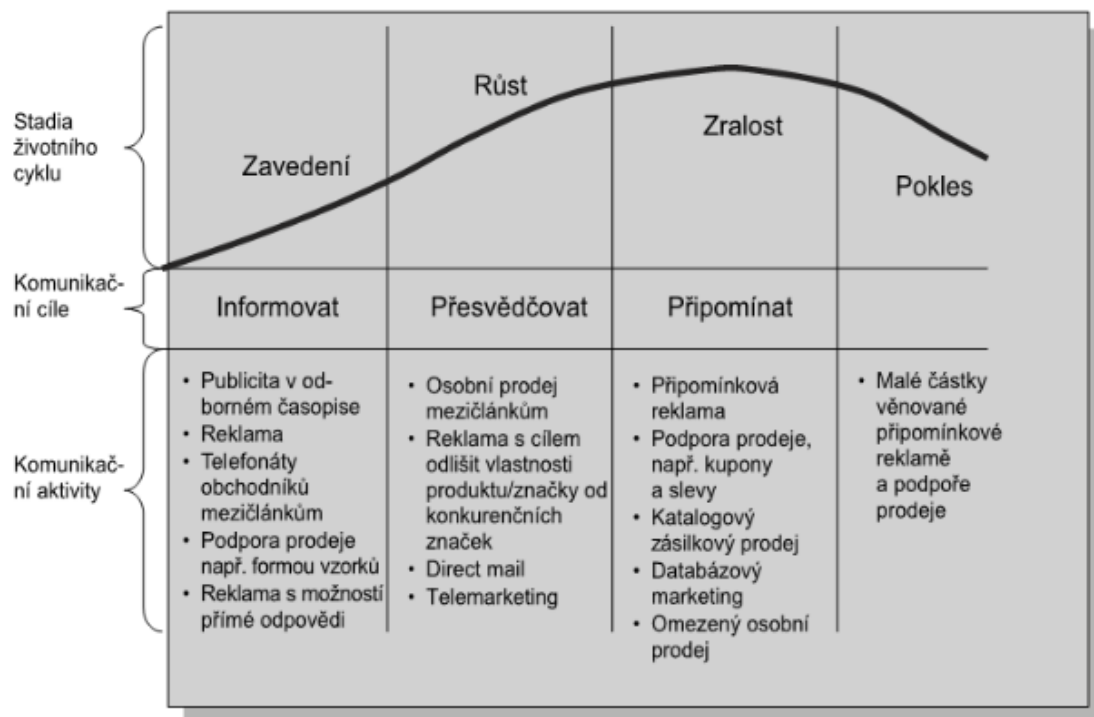 Stadia
životního
cyklu
Zavedení
Růst
Zralost
Pokles
Komunikač-
ní cíle
Informovat
Přesvědčovat
Připomínat
Komunikač-
ní aktivity
• Publicita v od-
borném časopise
• Reklama
• Telefonáty
obchodníků
mezičlánkům
• Podpora prodeje
např. formou vzorků
• Reklama s možností
přímé odpovědi
• Osobní prodej
mezičlánkům
• Reklama s cílem
odlišit vlastnosti
produktu/značky od
konkurenčních
značek
• Direct mail
• Telemarketing
• Připomínková
reklama
• Podpora prodeje,
např. kupony
a slevy
• Katalogový
zásilkový prodej
• Databázový
marketing
• Omezený osobní
prodej
• Malé částky
věnované
připomínkové
reklamě
a podpoře
prodeje